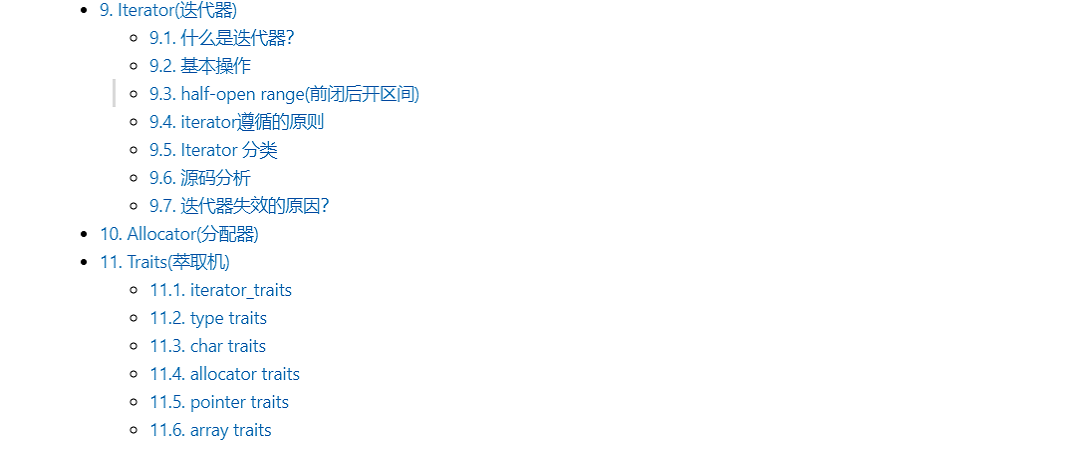 9. Iterator(迭代器)
9.1. 什么是迭代器?
9.2. 基本操作
9.3. half-open range(前闭后开区间)
9.4. iterator遵循的原则
9.5. Iterator 分类
9.6. 源码分析
9.7. 迭代器失效的原因?
10. Allocator(分配器)
11. Traits(萃取机)
11.1. iterator_traits
11.2. type traits
11.3. char traits
11.4. allocator traits
11.5. pointer traits
11.6. array traits